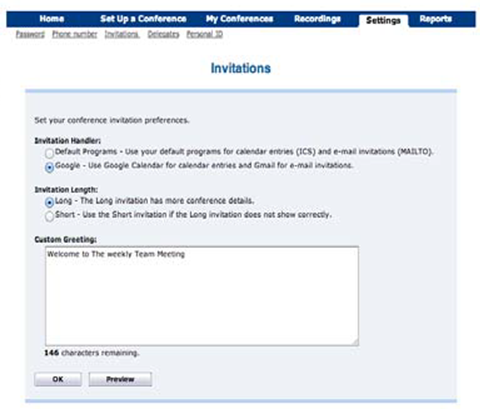 Home Set Up a Conference My Conferences Recordings Settings Reports
Password Phone number Invitations Delegates Personal ID
Invitations
Set your conference invitation preferences.
Invitation Handler:
Default Programs - Use your default programs for calendar entries (ICS) and e-mail invitations (MAILTO).
Google - Use Google Calendar for calendar entries and Gmail for e-mail invitations.
Invitation Length:
Long - The Long invitation has more conference details.
Short - Use the Short invitation if the Long invitation does not show correctly.
Custom Greeting:
Welcome to The weekly Team Meeting
146 characters remaining.
OK Preview